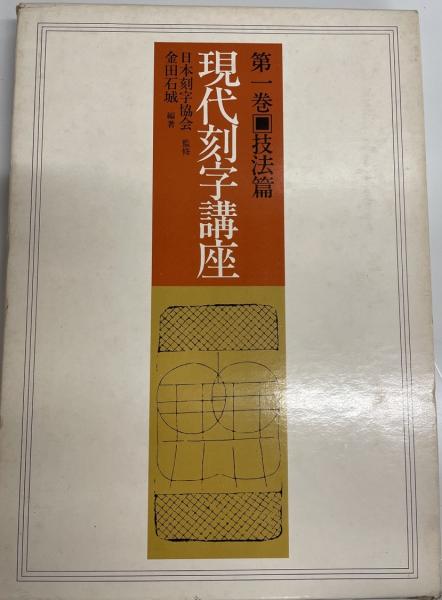 第一巻■技法篇
現代刻字講座
日本刻字協会 監修
金田石城 編著